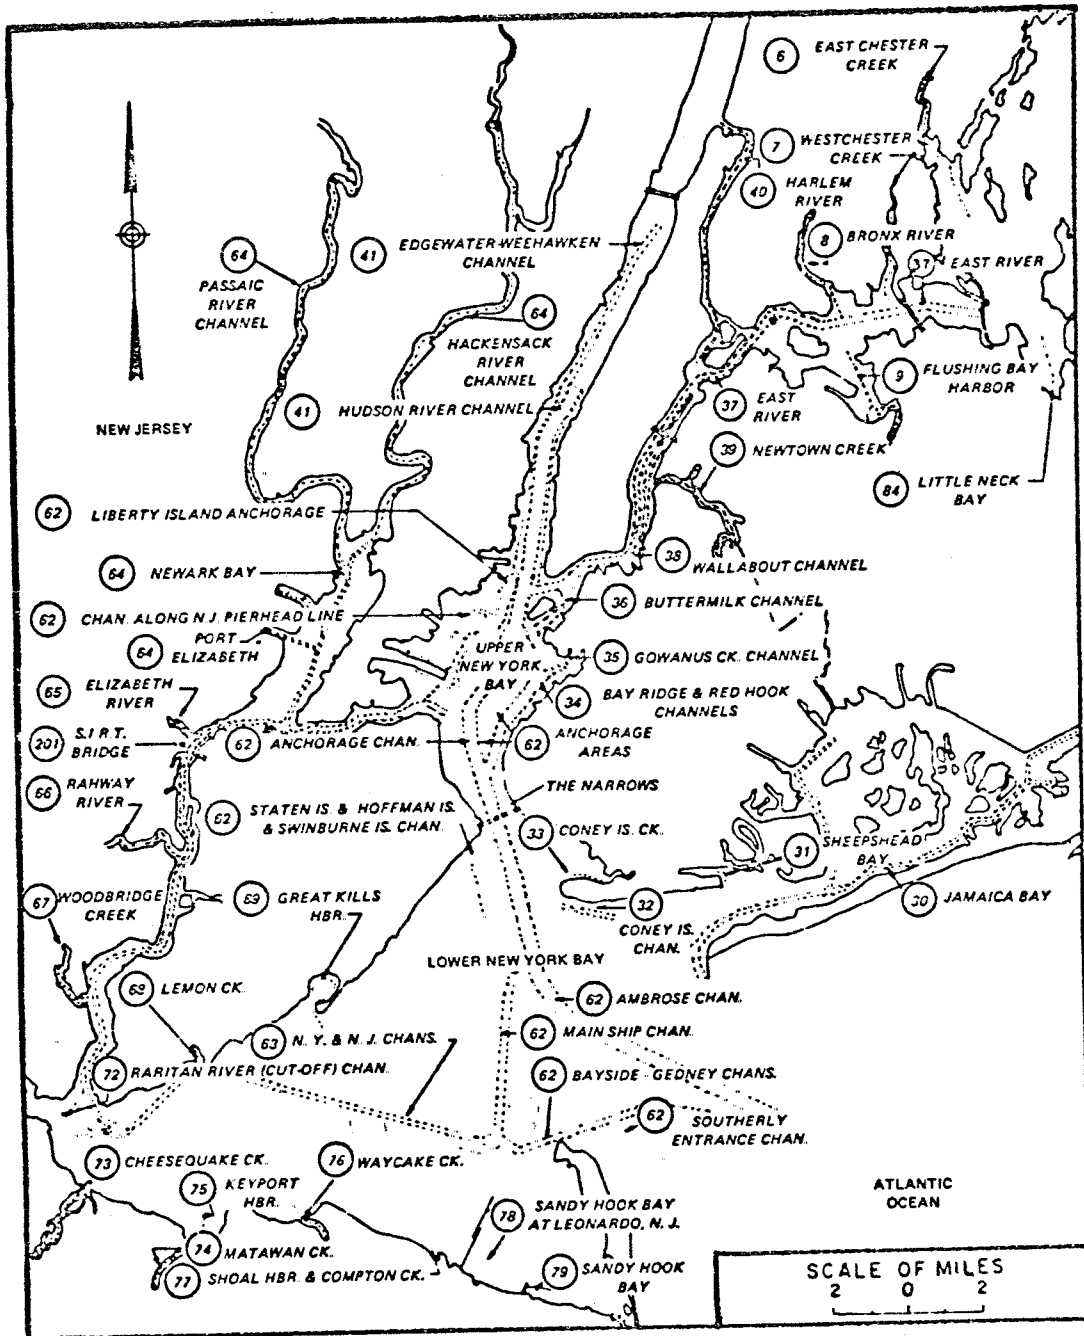 6 EAST CHESTER
CREEK
7 WESTCHESTER
CREEK
40 HARLEM
RIVER
8 BRONX RIVER
37 EAST RIVER
EDGEWATER-WEEHAWKEN
CHANNEL
64
PASSAIC
RIVER
CHANNEL
41
64
HACKENSACK
RIVER
CHANNEL
9 FLUSHING BAY
HARBOR
41
HUDSON RIVER CHANNEL
37 EAST
RIVER
NEW JERSEY
39 NEWTOWN CREEK
84 LITTLE NECK
BAY
62 LIBERTY ISLAND ANCHORAGE
38 WALLABOUT CHANNEL
64 NEWARK BAY
36 BUTTERMILK CHANNEL
62 CHAN. ALONG N.J. PIERHEAD LINE
64 PORT
ELIZABETH
UPPER
NEW YORK
BAY
35 GOWANUS CK. CHANNEL
65 ELIZABETH
RIVER
34 BAY RIDGE & RED HOOK
CHANNELS
201 S.I.R.T.
BRIDGE
62 ANCHORAGE CHAN.
62 ANCHORAGE
AREAS
66 RAHWAY
RIVER
THE NARROWS
62 STATEN IS. & HOFFMAN IS.
& SWINBURNE IS. CHAN.
33 CONEY IS. CK.
31 SHEEPSHEAD
BAY
67 WOODBRIDGE
CREEK
69 GREAT KILLS
HBR.
32
CONEY IS.
CHAN.
30 JAMAICA BAY
LOWER NEW YORK BAY
68 LEMON CK.
62 AMBROSE CHAN.
63 N.Y. & N.J. CHANS.
62 MAIN SHIP CHAN.
72 RARITAN RIVER (CUT-OFF) CHAN.
62 BAYSIDE-GEDNEY CHANS.
62 SOUTHERLY
ENTRANCE CHAN.
73 CHEESEQUAKE CK.
76 WAYCAKE CK.
75 KEYPORT
HBR.
ATLANTIC
OCEAN
78 SANDY HOOK BAY
AT LEONARDO, N.J.
74 MATAWAN CK.
77 SHOAL HBR. & COMPTON CK.
79 SANDY HOOK
BAY
SCALE OF MILES
2 0 2